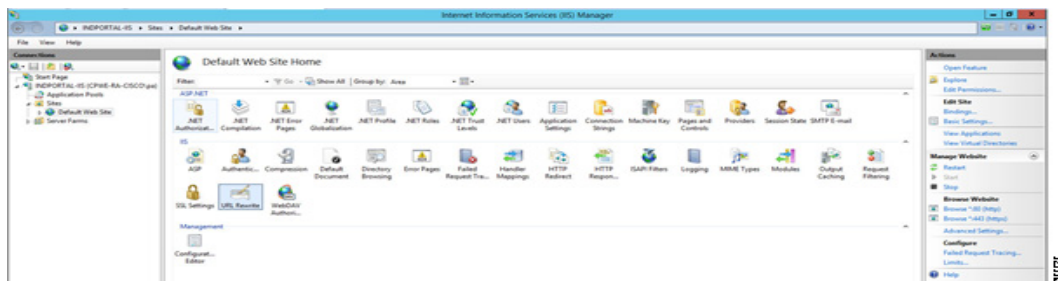 Internet Information Services (IIS) Manager
INDPORTAL-IIS ▸ Sites ▸ Default Web Site ▸
File View Help
Connections
Start Page
INDPORTAL-IIS (CPWE-RA-CISCO\pa)
Application Pools
Sites
Default Web Site
Server Farms
Default Web Site Home
Filter: Go Show All Group by: Area
ASP.NET
.NET Authorizat...
.NET Compilation
.NET Error Pages
.NET Globalization
.NET Profile
.NET Roles
.NET Trust Levels
.NET Users
Application Settings
Connection Strings
Machine Key
Pages and Controls
Providers
Session State
SMTP E-mail
IIS
ASP
Authentic...
Compression
Default Document
Directory Browsing
Error Pages
Failed Request Tra...
Handler Mappings
HTTP Redirect
HTTP Respon...
ISAPI Filters
Logging
MIME Types
Modules
Output Caching
Request Filtering
SSL Settings
URL Rewrite
WebDAV Authori...
Management
Configurat... Editor
Actions
Open Feature
Explore
Edit Permissions...
Edit Site
Bindings...
Basic Settings...
View Applications
View Virtual Directories
Manage Website
Restart
Start
Stop
Browse Website
Browse *:80 (http)
Browse *:443 (https)
Advanced Settings...
Configure
Failed Request Tracing...
Limits...
Help